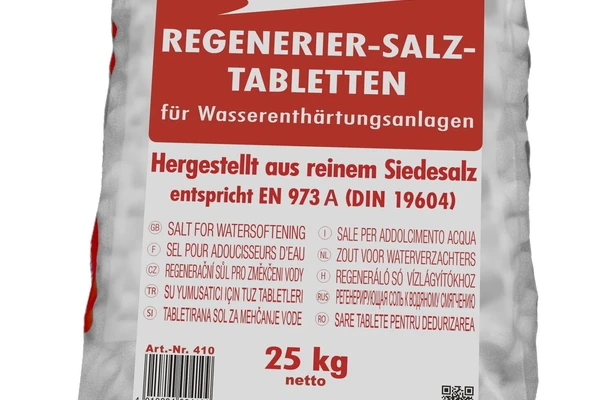 REGENERIER-SALZ-
TABLETTEN
für Wasserenthärtungsanlagen
Hergestellt aus reinem Siedesalz
entspricht EN 973 A (DIN 19604)
GB SALT FOR WATERSOFTENING
F SEL POUR ADOUCISSEURS D'EAU
CZ REGENERAČNÍ SŮL PRO ZMĚKČENÍ VODY
TR SU YUMUSATICI IÇIN TUZ TABLETLERI
SI TABLETIRANA SOL ZA MEHČANJE VODE
I SALE PER ADDOLCIMENTO ACQUA
NL ZOUT VOOR WATERVERZACHTERS
H REGENERÁLÓ SÓ VÍZLÁGYÍTÓKHOZ
RUS РЕГЕНЕРИРУЮЩАЯ СОЛЬ К ВОДЯНОМУ СМЯГЧЕНИЮ
RO SARE TABLETE PENTRU DEDURIZAREA
Art.-Nr. 410
25 kg
netto